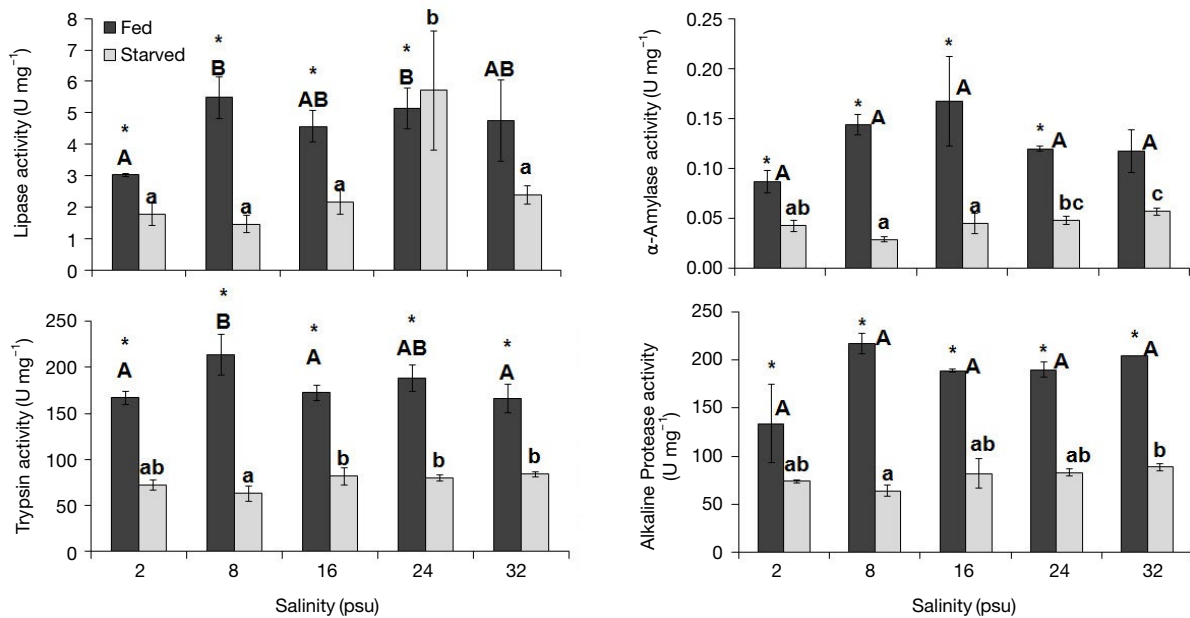 Lipase activity (U mg⁻¹)
8
7
6
5
4
3
2
1
0
Fed
Starved
*
A
a
*
B
a
*
AB
a
*
B
b
AB
a
α-Amylase activity (U mg⁻¹)
0.25
0.20
0.15
0.10
0.05
0.00
*
A
ab
*
A
a
*
A
a
*
A
bc
A
c
Trypsin activity (U mg⁻¹)
250
200
150
100
50
0
*
A
ab
*
B
a
*
A
b
*
AB
b
*
A
b
2
8
16
24
32
Salinity (psu)
Alkaline Protease activity
(U mg⁻¹)
250
200
150
100
50
0
*
A
ab
*
A
a
*
A
ab
*
A
ab
*
A
b
2
8
16
24
32
Salinity (psu)